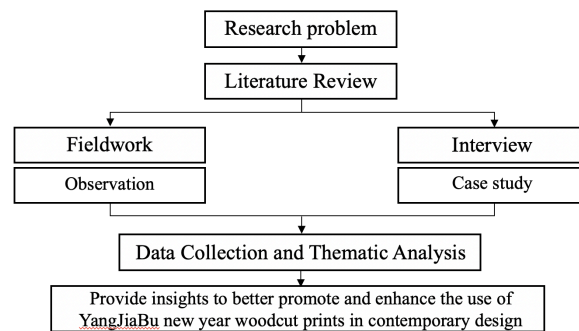 Research problem
Literature Review
Fieldwork
Interview
Observation
Case study
Data Collection and Thematic Analysis
Provide insights to better promote and enhance the use of
YangJiaBu new year woodcut prints in contemporary design